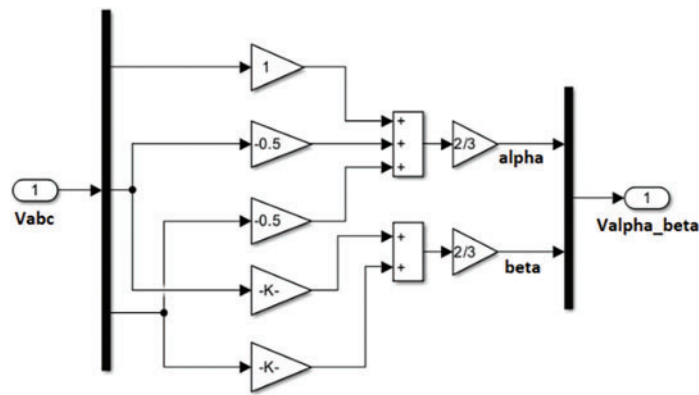 1
Vabc
1
-0.5
-0.5
-K-
-K-
+
+
+
+
+
2/3
alpha
2/3
beta
1
Valpha_beta